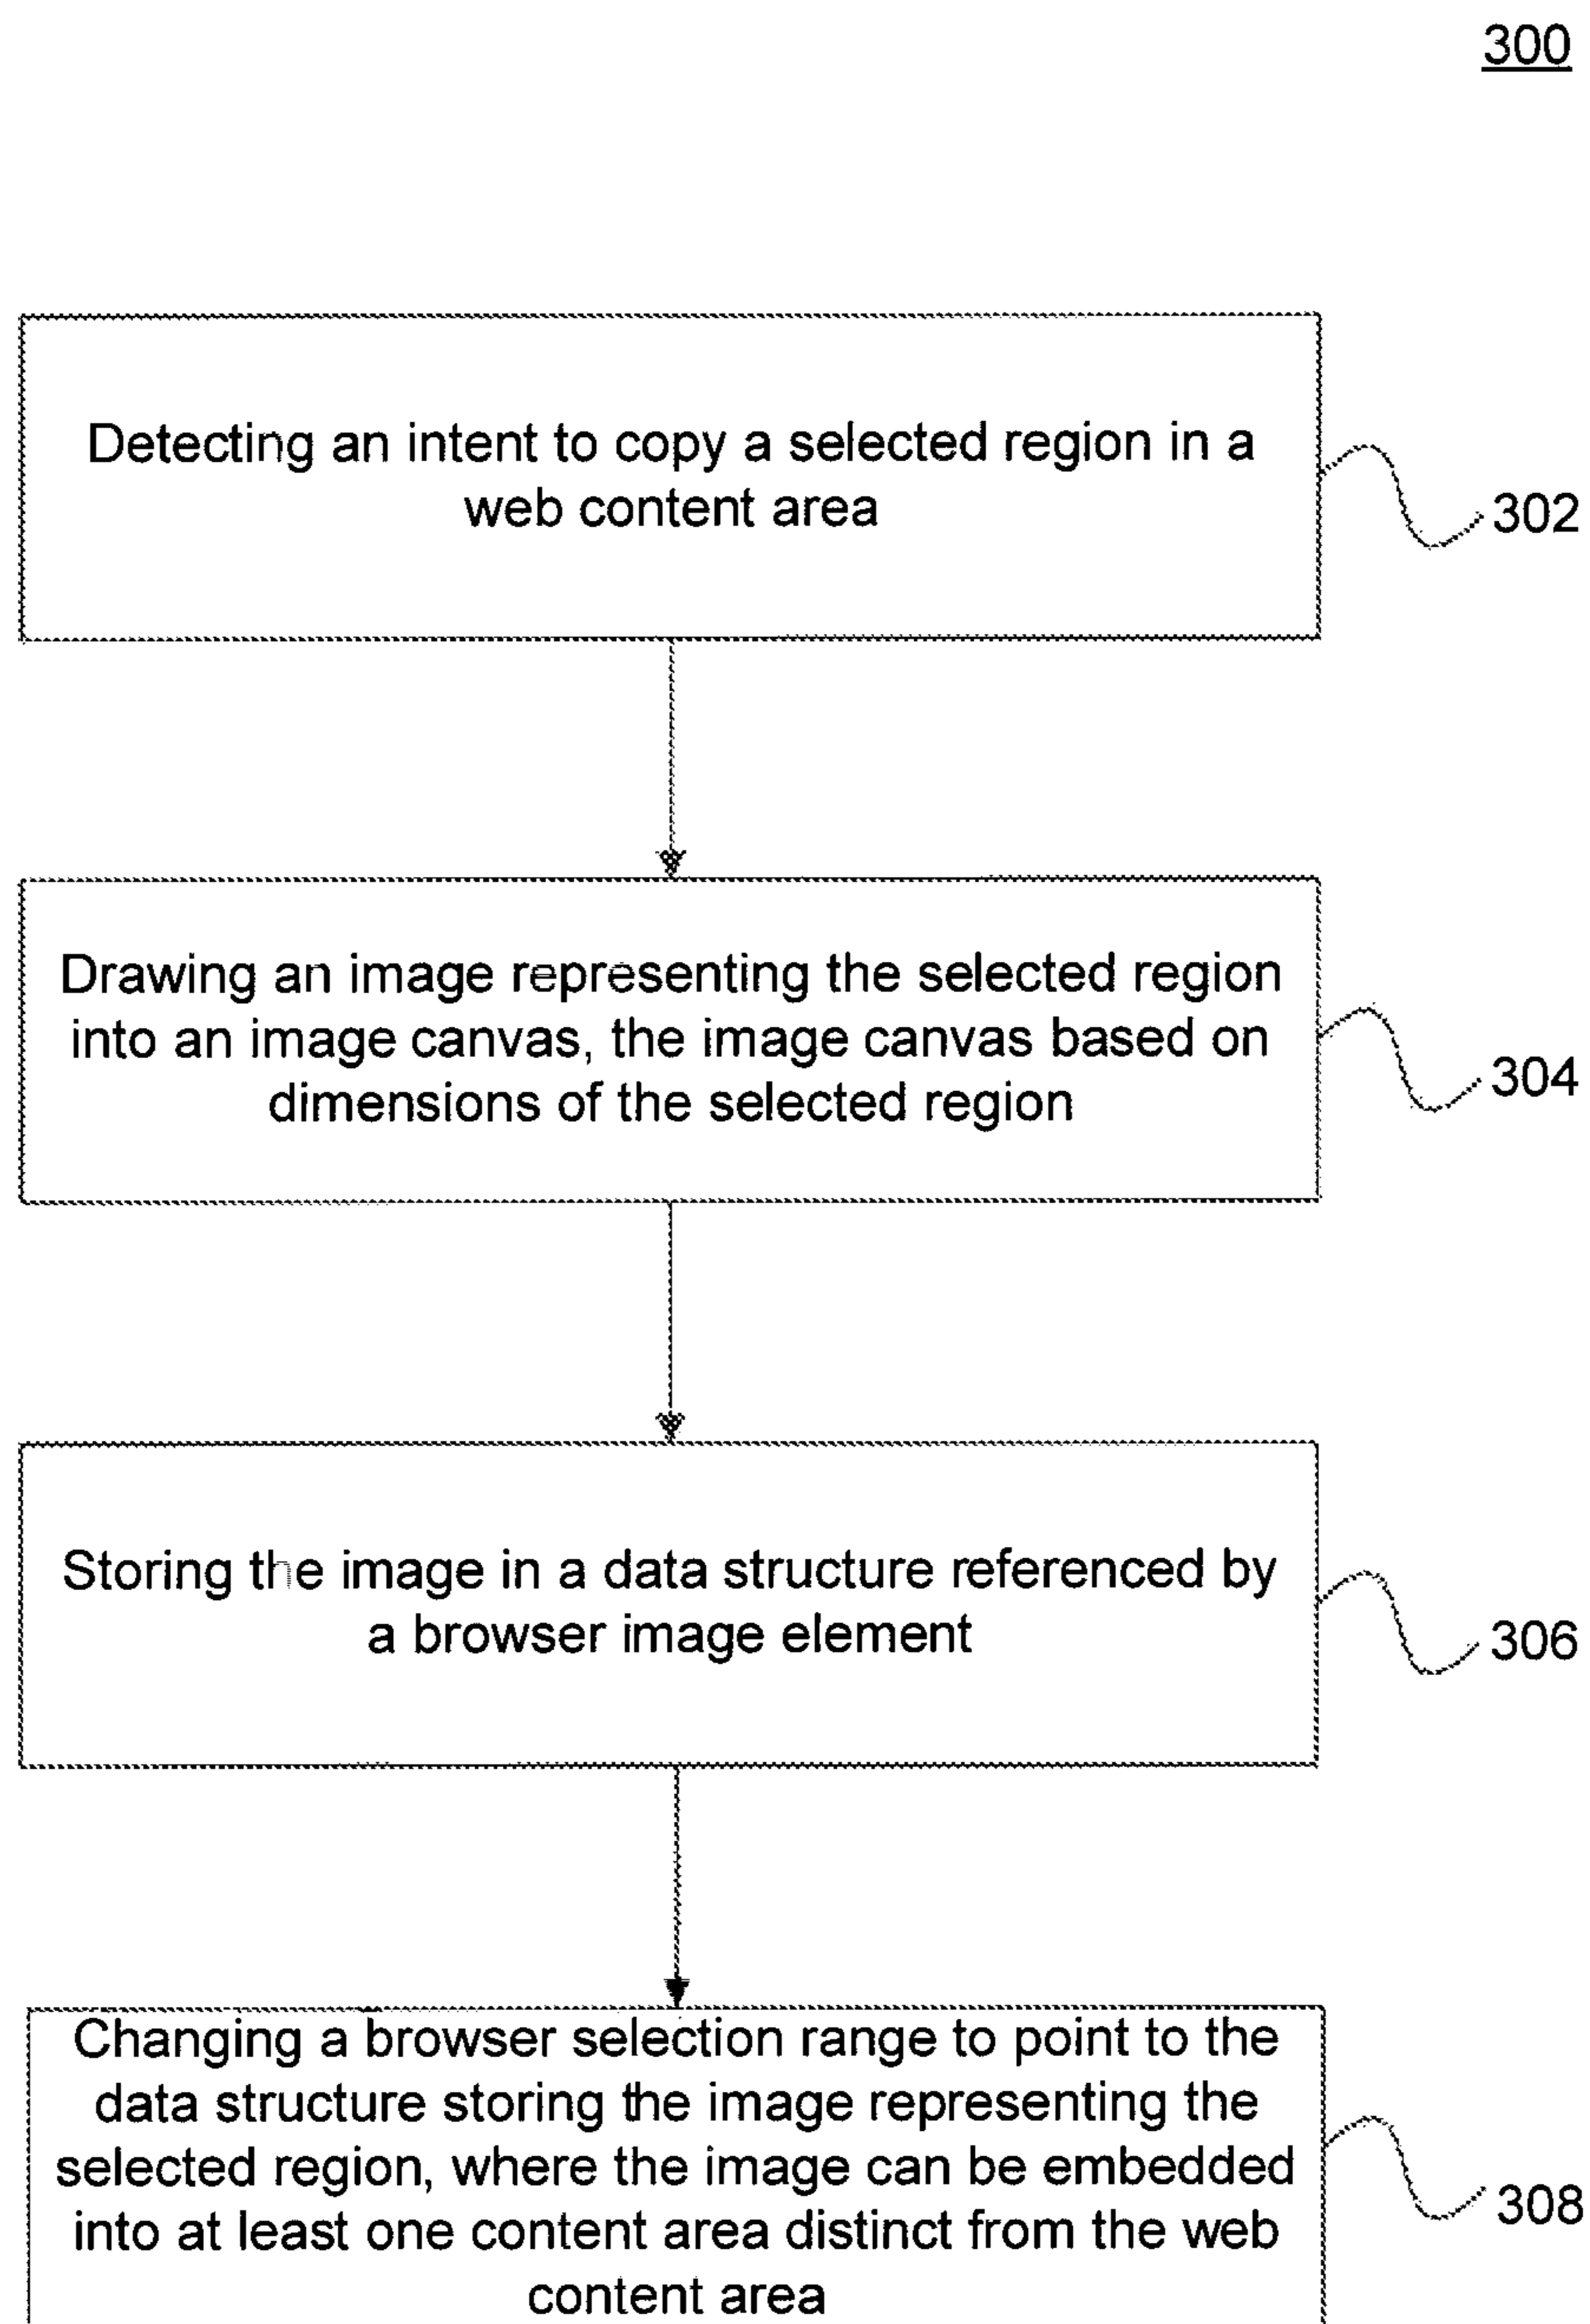 300
Detecting an intent to copy a selected region in a
web content area
302
Drawing an image representing the selected region
into an image canvas, the image canvas based on
dimensions of the selected region
304
Storing the image in a data structure referenced by
a browser image element
306
Changing a browser selection range to point to the
data structure storing the image representing the
selected region, where the image can be embedded
into at least one content area distinct from the web
content area
308